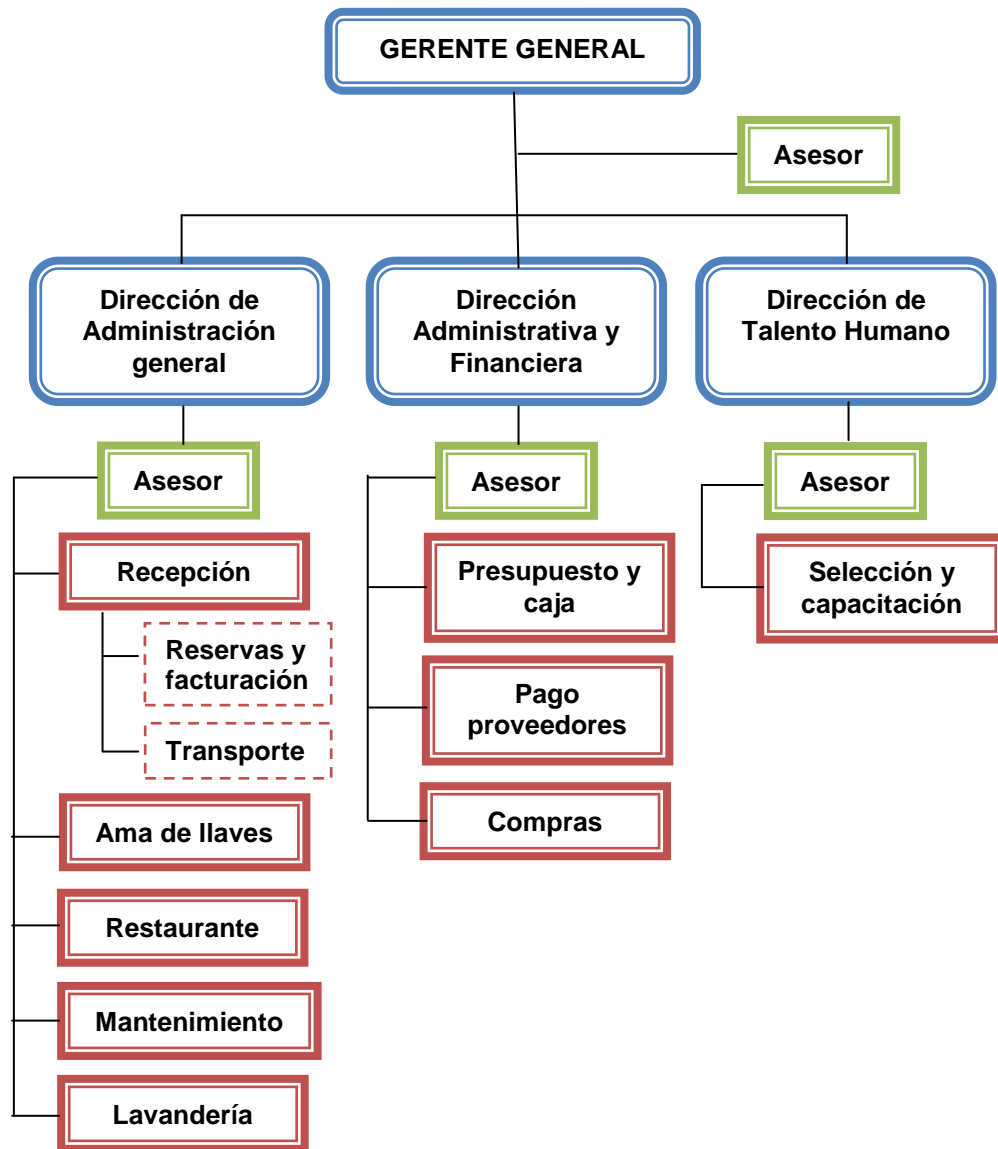 GERENTE GENERAL
Asesor
Dirección de
Administración
general
Dirección
Administrativa y
Financiera
Dirección de
Talento Humano
Asesor
Asesor
Asesor
Recepción
Reservas y
facturación
Transporte
Ama de llaves
Restaurante
Mantenimiento
Lavandería
Presupuesto y
caja
Pago
proveedores
Compras
Selección y
capacitación